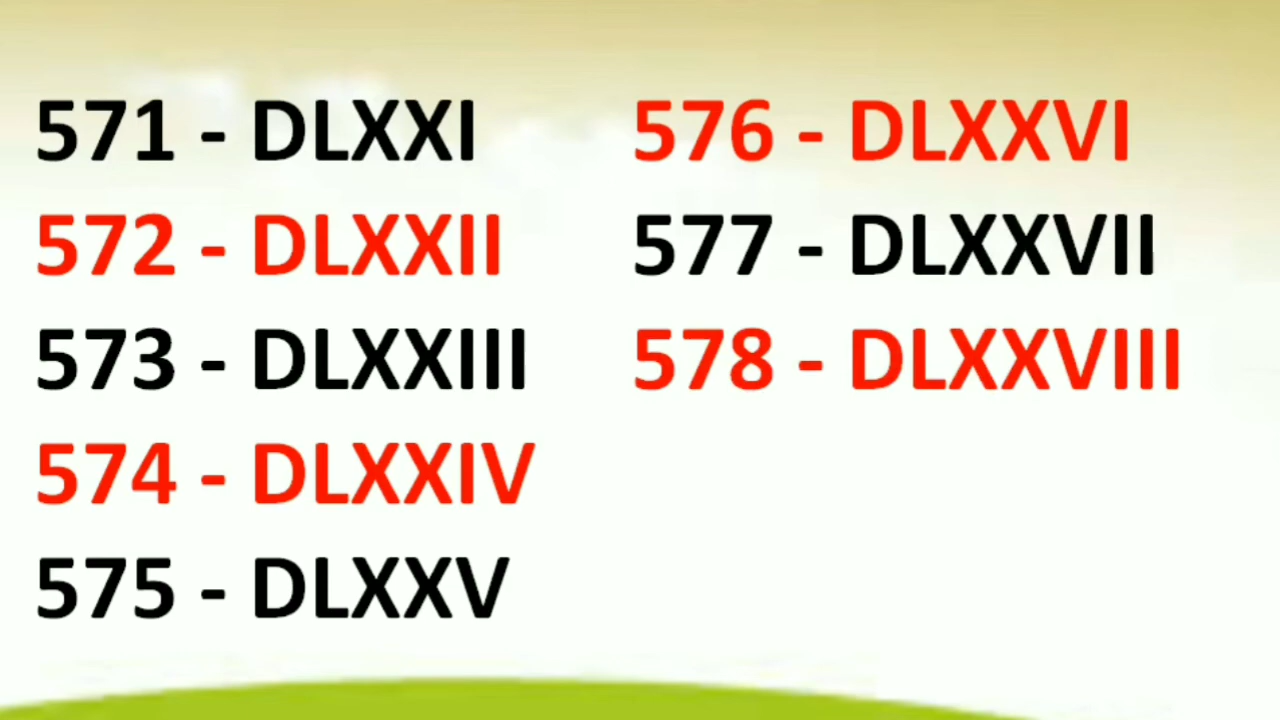 571 - DLXXI
572 - DLXXII
573 - DLXXIII
574 - DLXXIV
575 - DLXXV
576 - DLXXVI
577 - DLXXVII
578 - DLXXVIII